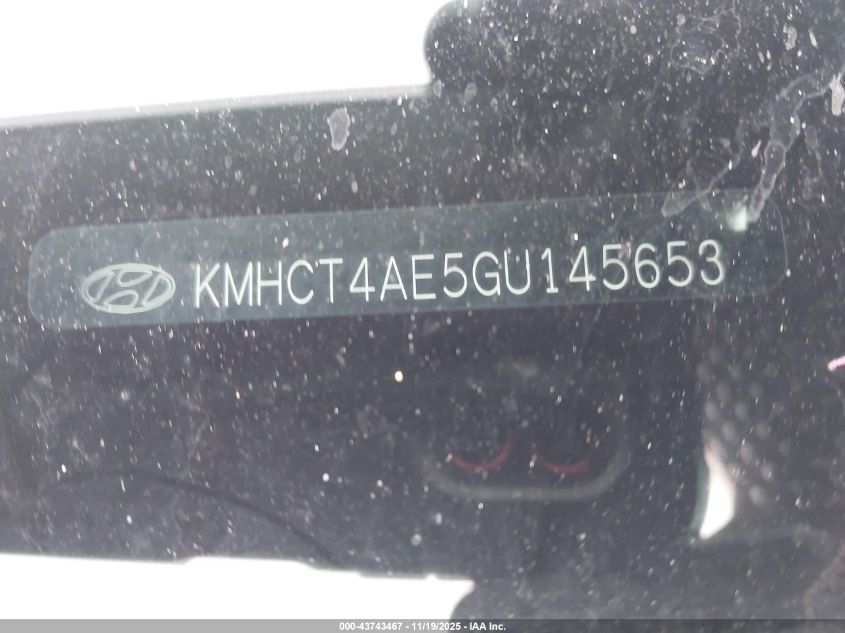 KMHCT4AE5GU145653
000-43743467 - 11/19/2025 - IAA Inc.